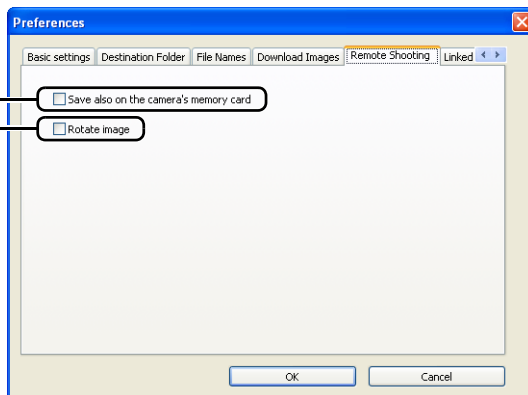 Preferences
Basic settings Destination Folder File Names Download Images Remote Shooting Linked
Save also on the camera's memory card
Rotate image
OK Cancel